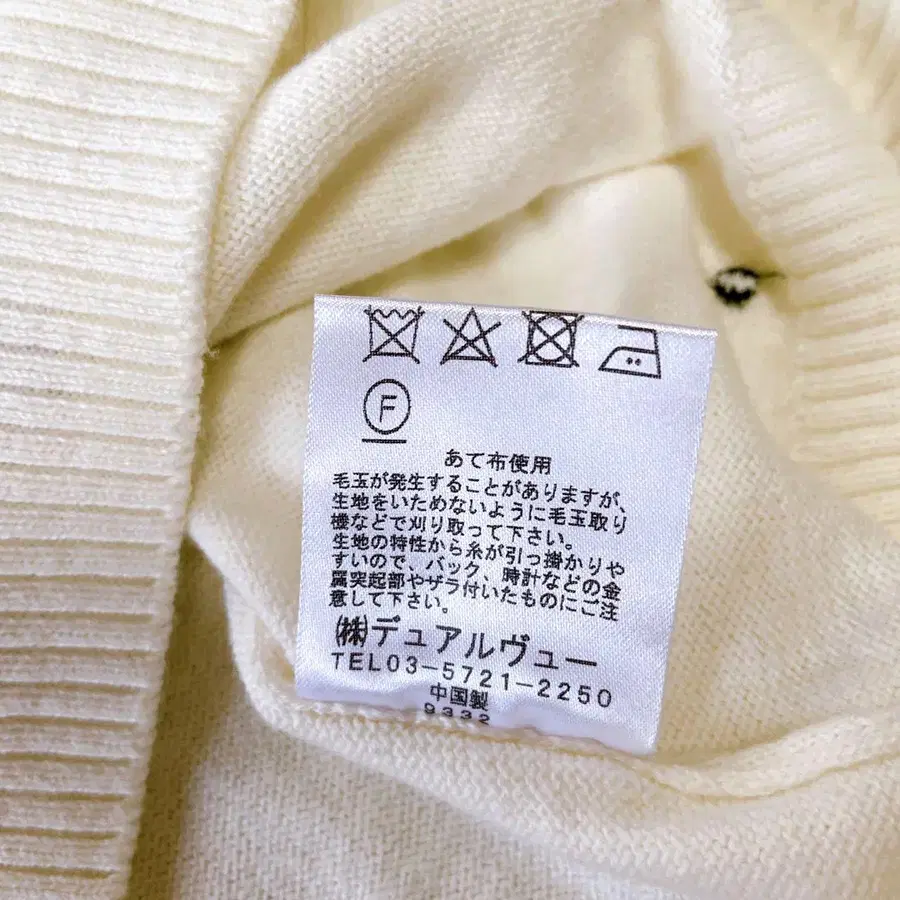 F
あて布使用
毛玉が発生することがありますが、
生地をいためないように毛玉取り
機などで刈り取って下さい。
生地の特性から糸が引っ掛かりや
すいので、バック、時計などの金
属突起部やザラ付いたものにご注
意して下さい。
㈱デュアルヴュー
TEL03-5721-2250
中国製
9332